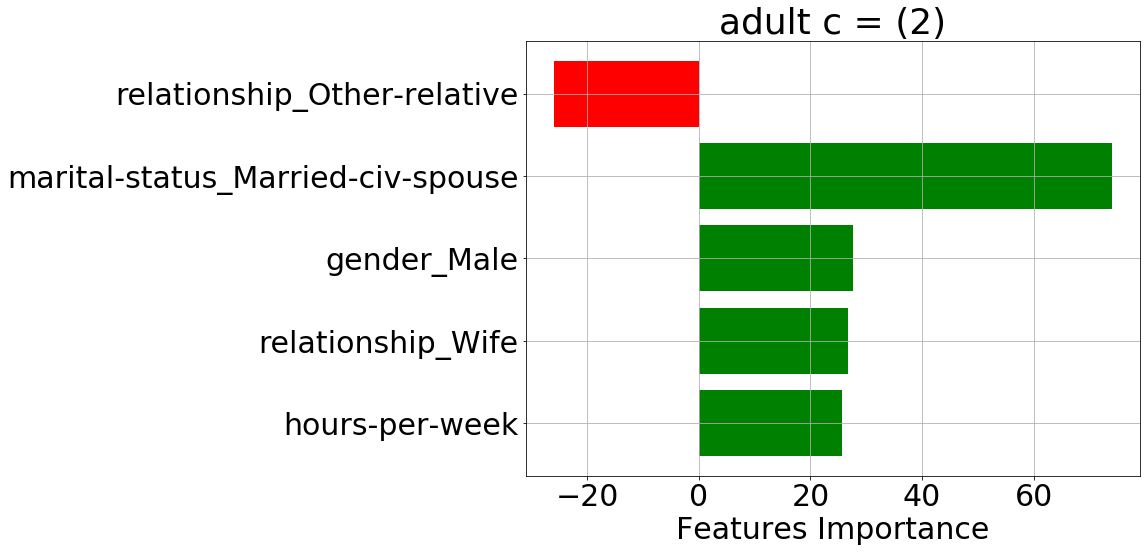 adult c = (2)
relationship_Other-relative
marital-status_Married-civ-spouse
gender_Male
relationship_Wife
hours-per-week
−20 0 20 40 60
Features Importance